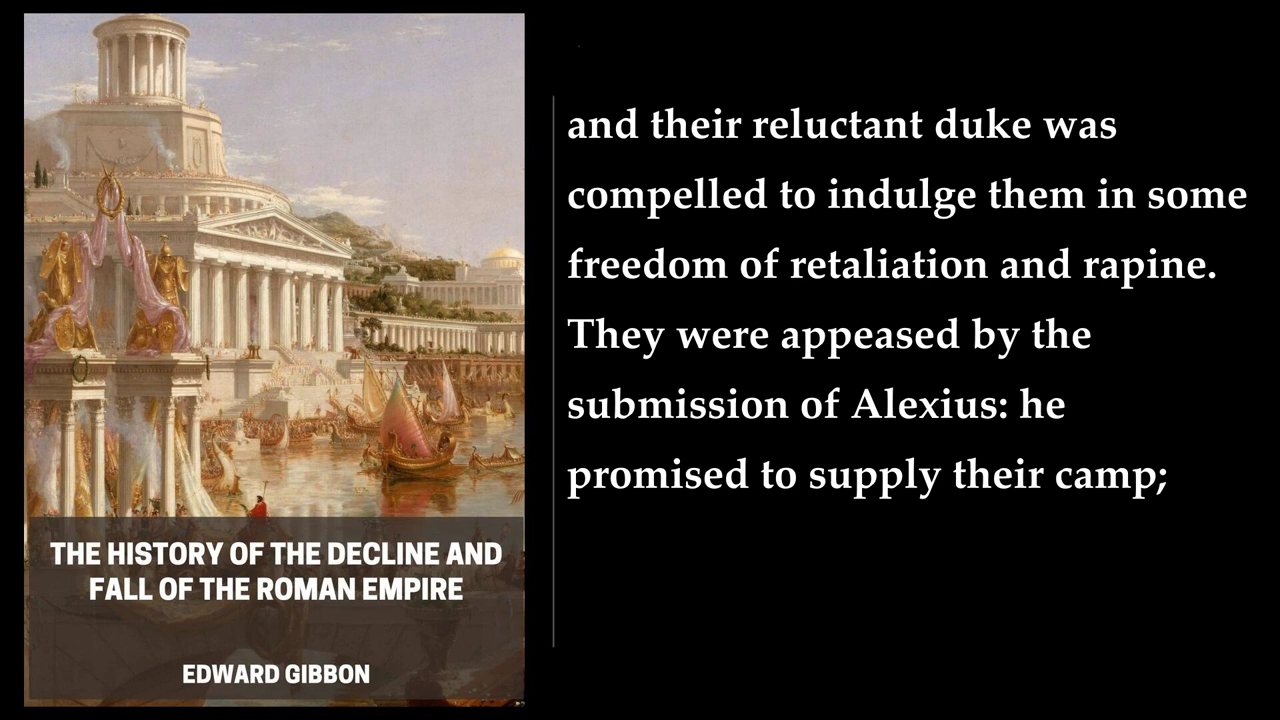 THE HISTORY OF THE DECLINE AND
FALL OF THE ROMAN EMPIRE
EDWARD GIBBON
and their reluctant duke was
compelled to indulge them in some
freedom of retaliation and rapine.
They were appeased by the
submission of Alexius: he
promised to supply their camp;